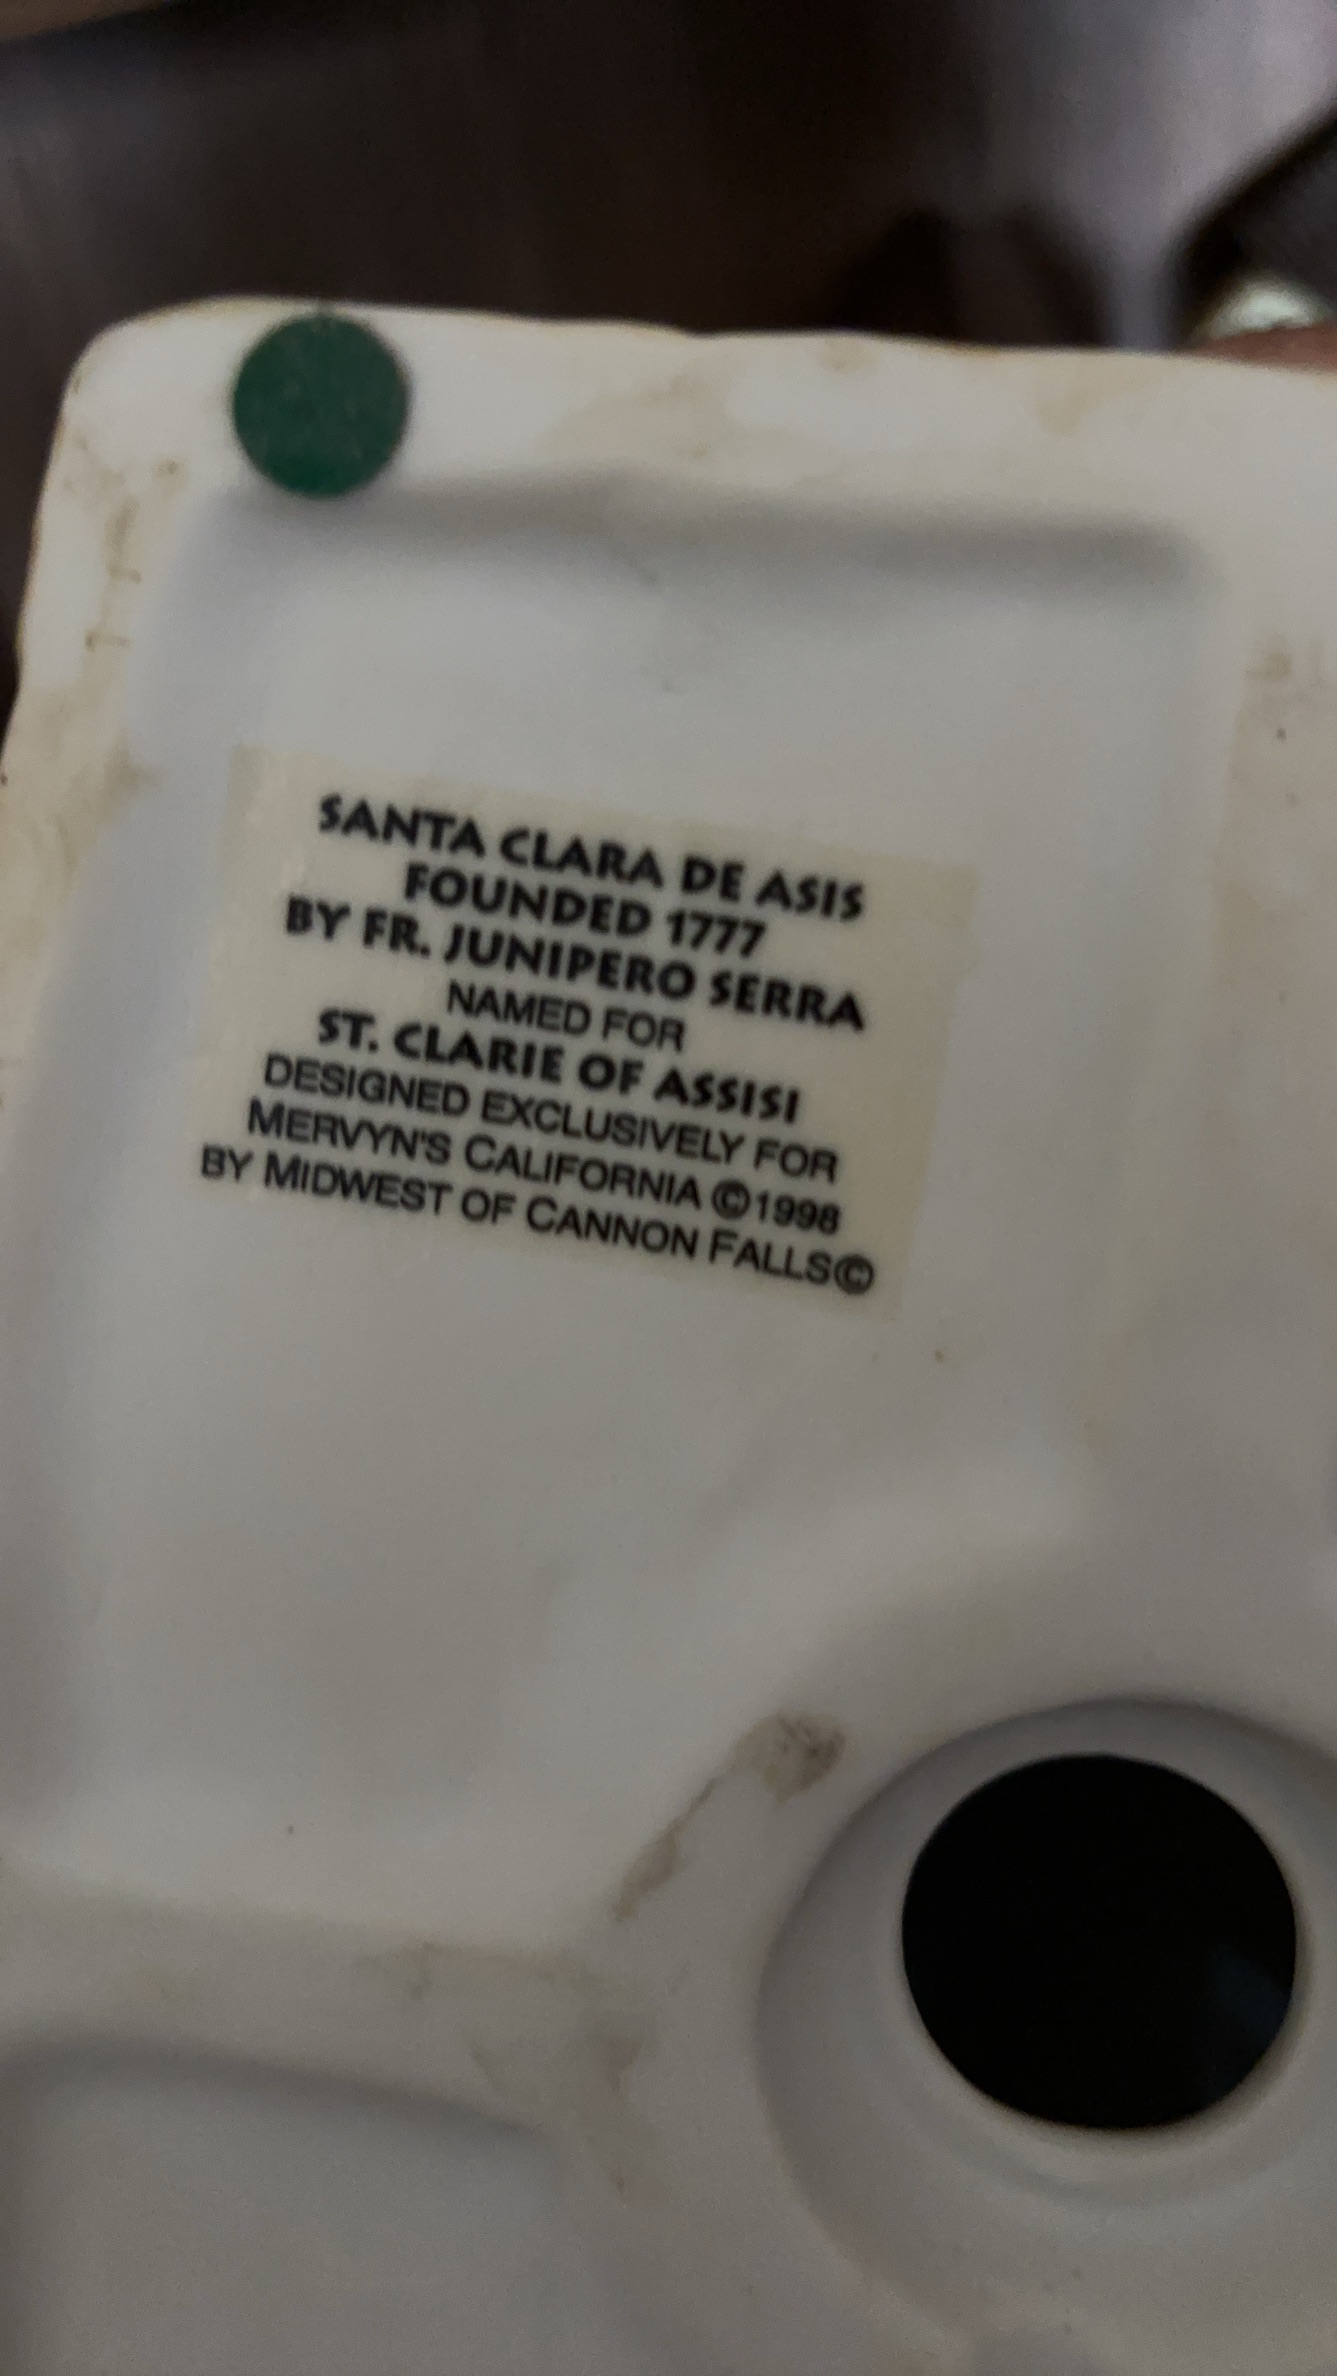 SANTA CLARA DE ASIS
FOUNDED 1777
BY FR. JUNIPERO SERRA
NAMED FOR
ST. CLARIE OF ASSISI
DESIGNED EXCLUSIVELY FOR
MERVYN'S CALIFORNIA ©1998
BY MIDWEST OF CANNON FALLS©